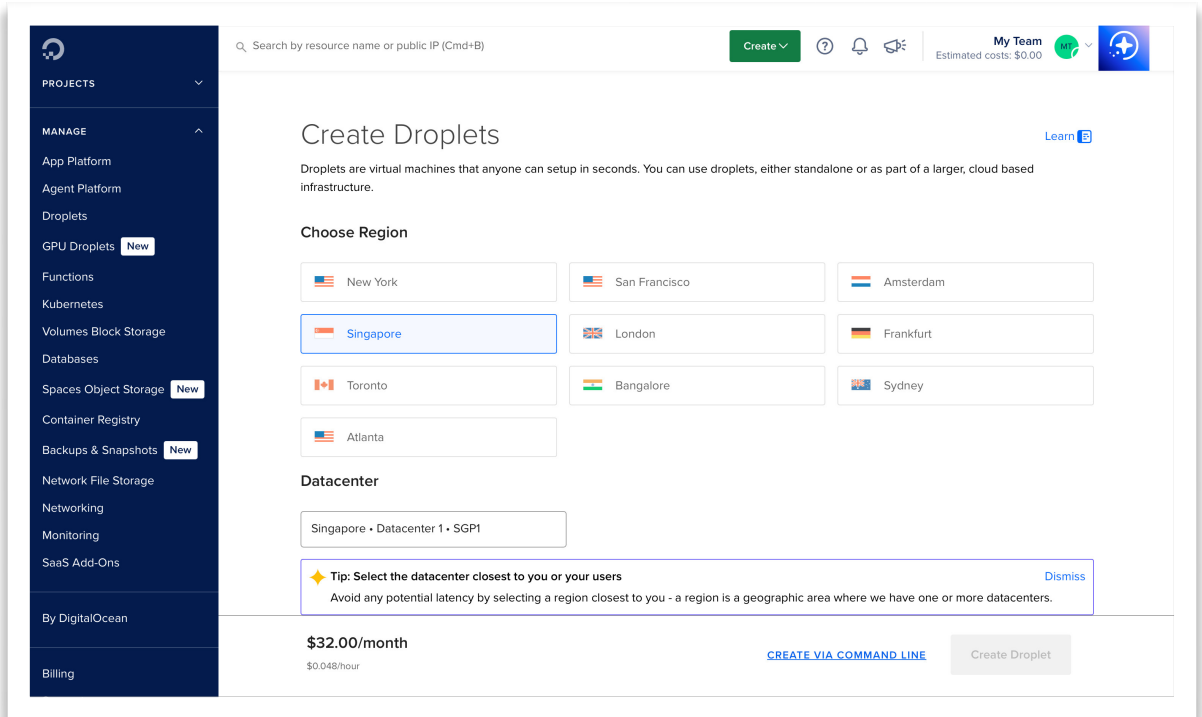 Search by resource name or public IP (Cmd+B)
Create
My Team
Estimated costs: $0.00
MT
PROJECTS
MANAGE
App Platform
Agent Platform
Droplets
GPU Droplets New
Functions
Kubernetes
Volumes Block Storage
Databases
Spaces Object Storage New
Container Registry
Backups & Snapshots New
Network File Storage
Networking
Monitoring
SaaS Add-Ons
By DigitalOcean
Billing
Create Droplets
Learn
Droplets are virtual machines that anyone can setup in seconds. You can use droplets, either standalone or as part of a larger, cloud based
infrastructure.
Choose Region
New York
San Francisco
Amsterdam
Singapore
London
Frankfurt
Toronto
Bangalore
Sydney
Atlanta
Datacenter
Singapore • Datacenter 1 • SGP1
Tip: Select the datacenter closest to you or your users
Dismiss
Avoid any potential latency by selecting a region closest to you - a region is a geographic area where we have one or more datacenters.
$32.00/month
$0.048/hour
CREATE VIA COMMAND LINE
Create Droplet